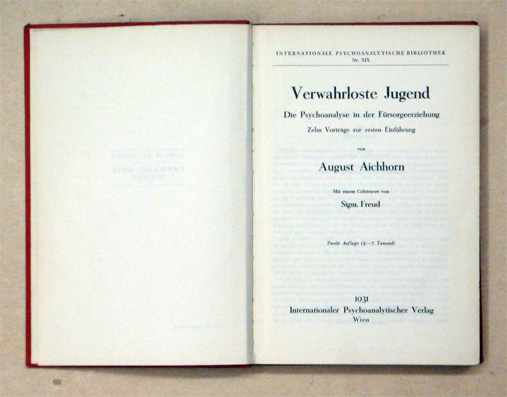 INTERNATIONALE PSYCHOANALYTISCHE BIBLIOTHEK
Nr. XIX
Verwahrloste Jugend
Die Psychoanalyse in der Fürsorgeerziehung
Zehn Vorträge zur ersten Einführung
von
August Aichhorn
Mit einem Geleitwort von
Sigm. Freud
Zweite Auflage (2.—7. Tausend)
1931
Internationaler Psychoanalytischer Verlag
Wien